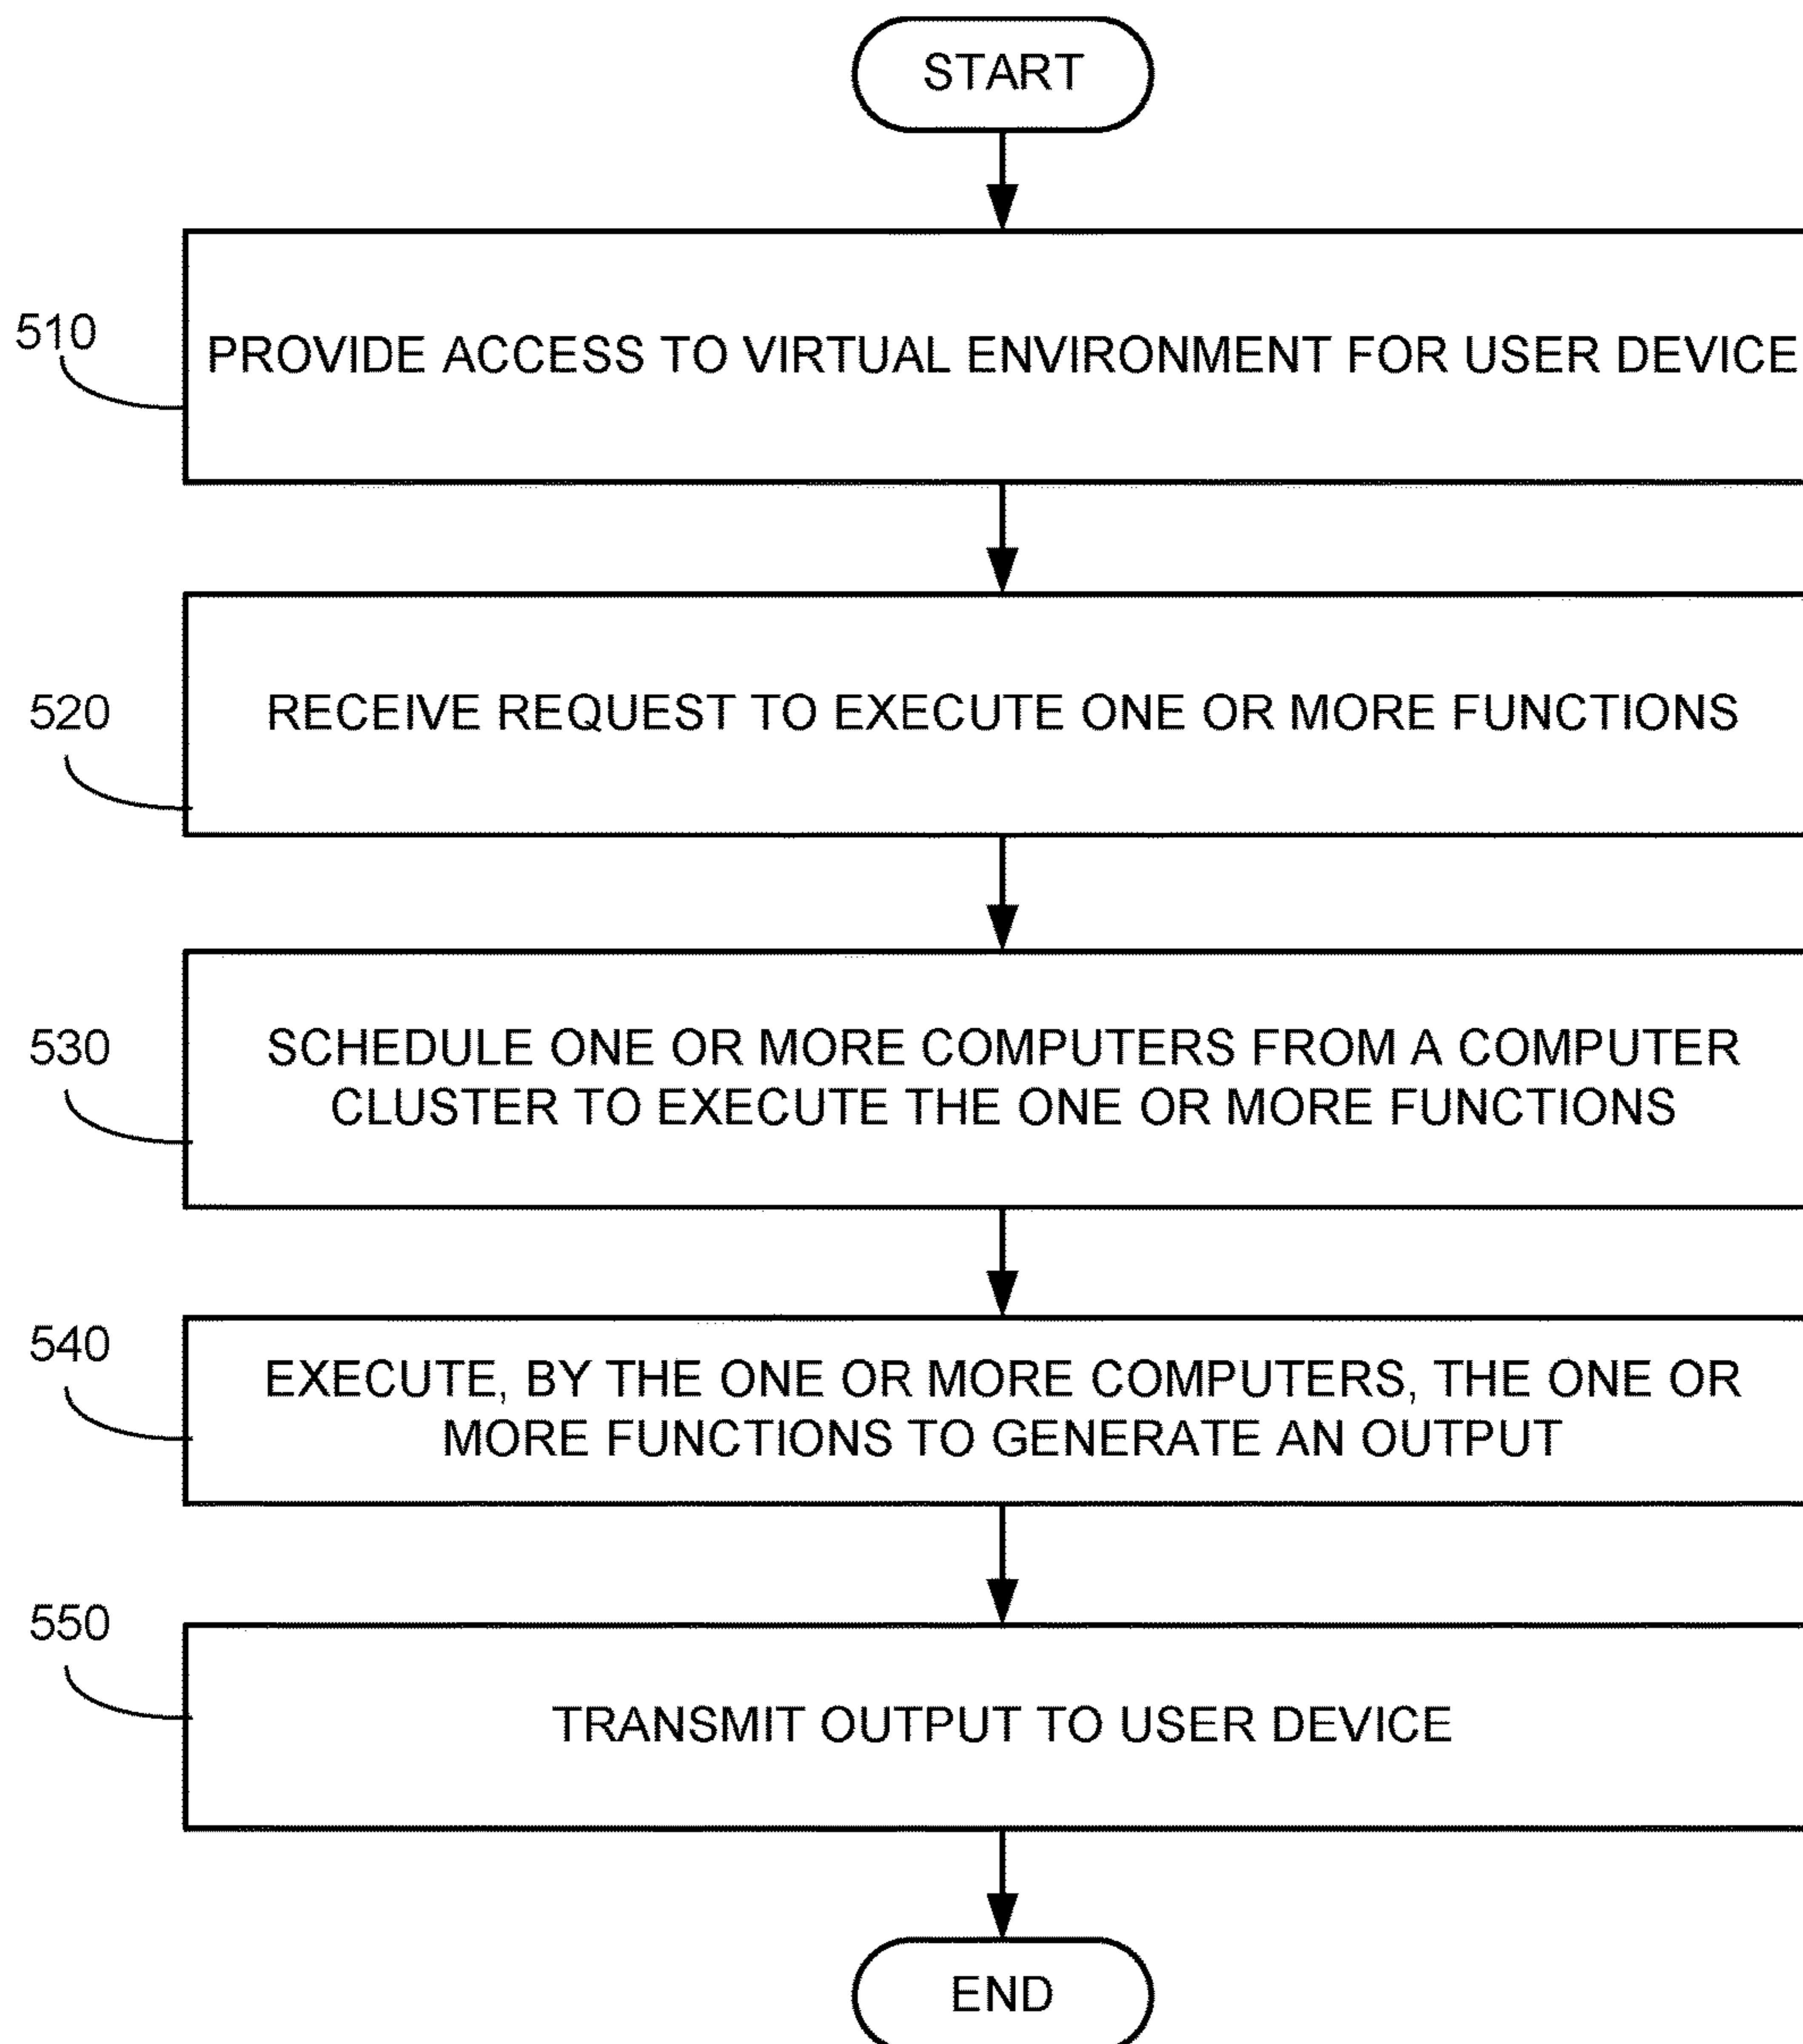 START
510
PROVIDE ACCESS TO VIRTUAL ENVIRONMENT FOR USER DEVICE
520
RECEIVE REQUEST TO EXECUTE ONE OR MORE FUNCTIONS
530
SCHEDULE ONE OR MORE COMPUTERS FROM A COMPUTER
CLUSTER TO EXECUTE THE ONE OR MORE FUNCTIONS
540
EXECUTE, BY THE ONE OR MORE COMPUTERS, THE ONE OR
MORE FUNCTIONS TO GENERATE AN OUTPUT
550
TRANSMIT OUTPUT TO USER DEVICE
END